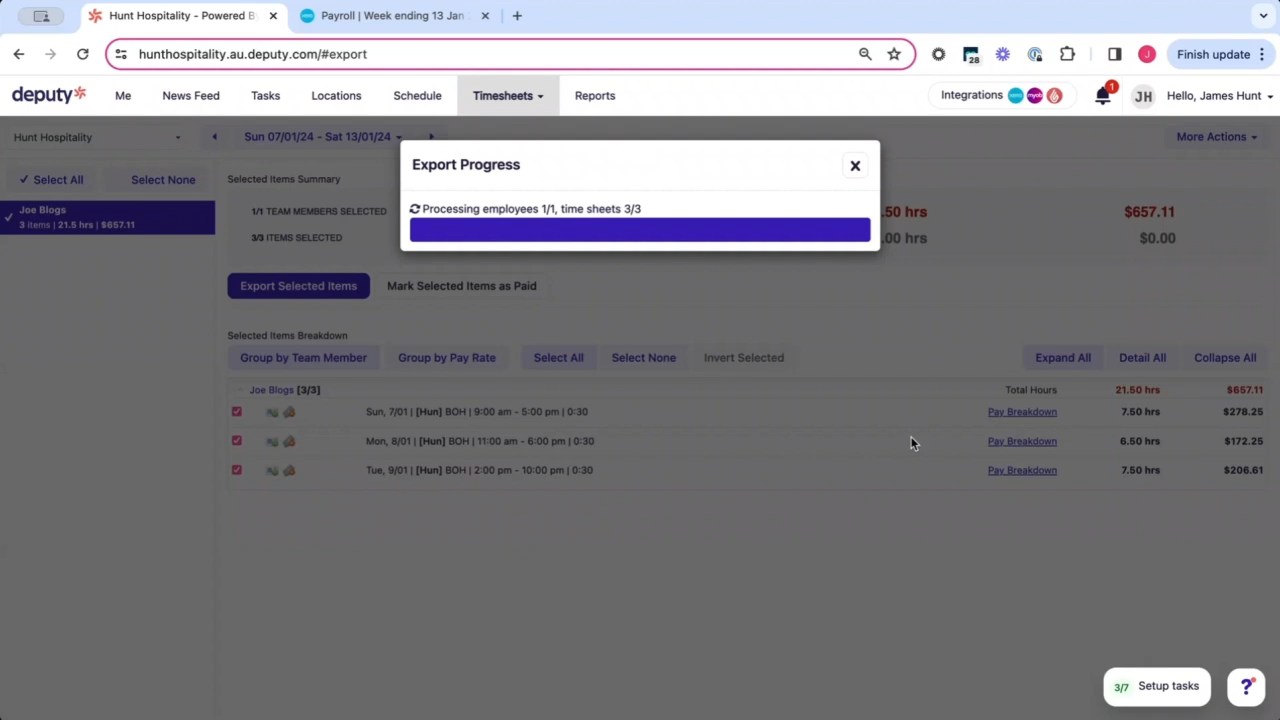 Hunt Hospitality - Powered B
Payroll | Week ending 13 Jan
hunthospitality.au.deputy.com/#export
28
J
Finish update
deputy
Me
News Feed
Tasks
Locations
Schedule
Timesheets
Reports
Integrations
xero
myob
1
JH
Hello, James Hunt
Hunt Hospitality
Sun 07/01/24 - Sat 13/01/24
More Actions
Export Progress
Processing employees 1/1, time sheets 3/3
Select All
Select None
Joe Blogs
3 items | 21.5 hrs | $657.11
Selected Items Summary
1/1 TEAM MEMBERS SELECTED
.50 hrs
$657.11
3/3 ITEMS SELECTED
.00 hrs
$0.00
Export Selected Items
Mark Selected Items as Paid
Selected Items Breakdown
Group by Team Member
Group by Pay Rate
Select All
Select None
Invert Selected
Expand All
Detail All
Collapse All
Joe Blogs [3/3]
Total Hours
21.50 hrs
$657.11
Sun, 7/01 | [Hun] BOH | 9:00 am - 5:00 pm | 0:30
Pay Breakdown
7.50 hrs
$278.25
Mon, 8/01 | [Hun] BOH | 11:00 am - 6:00 pm | 0:30
Pay Breakdown
6.50 hrs
$172.25
Tue, 9/01 | [Hun] BOH | 2:00 pm - 10:00 pm | 0:30
Pay Breakdown
7.50 hrs
$206.61
3/7 Setup tasks
?